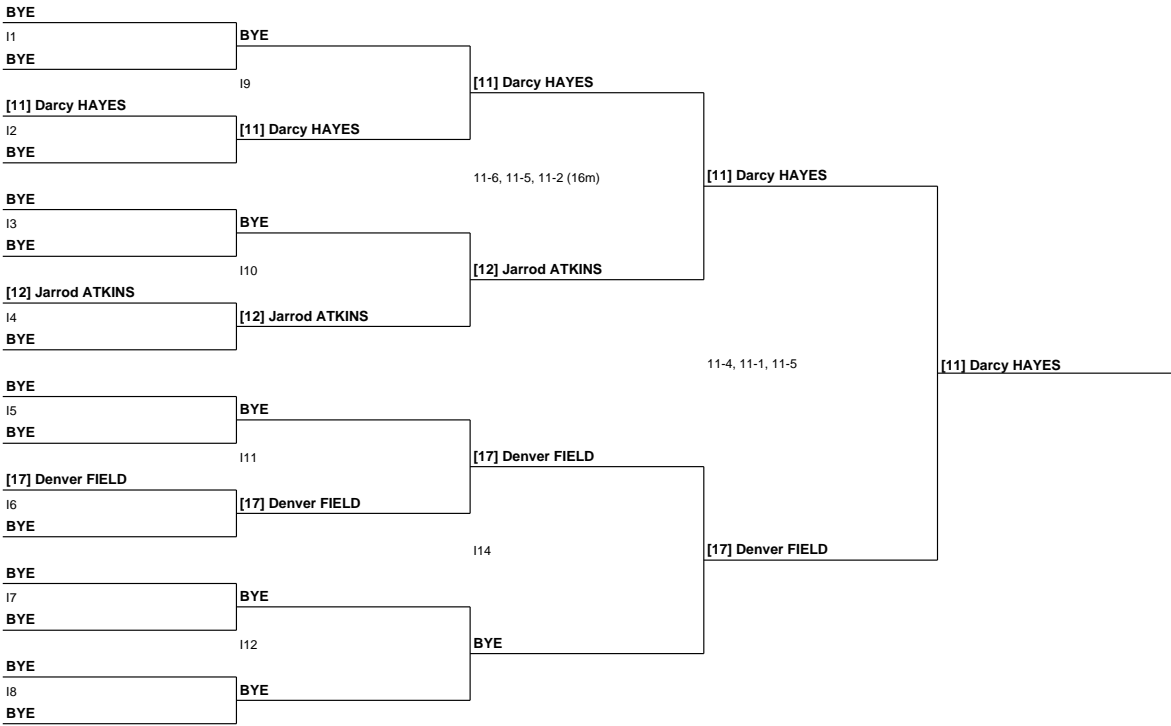 BYE
I1
BYE
BYE
I9
[11] Darcy HAYES
[11] Darcy HAYES
I2
[11] Darcy HAYES
BYE
11-6, 11-5, 11-2 (16m)
[11] Darcy HAYES
BYE
I3
BYE
BYE
I10
[12] Jarrod ATKINS
[12] Jarrod ATKINS
I4
[12] Jarrod ATKINS
BYE
11-4, 11-1, 11-5
[11] Darcy HAYES
BYE
I5
BYE
BYE
I11
[17] Denver FIELD
[17] Denver FIELD
I6
[17] Denver FIELD
BYE
I14
[17] Denver FIELD
BYE
I7
BYE
BYE
I12
BYE
BYE
I8
BYE
BYE